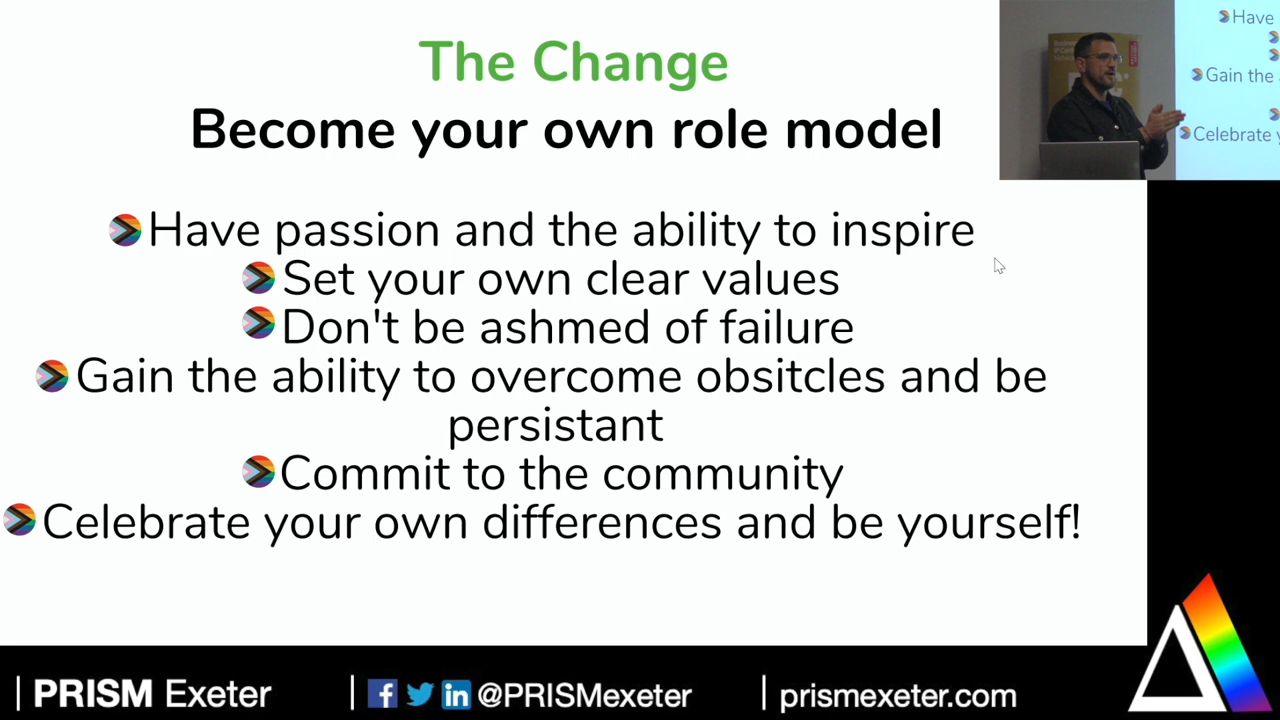 The Change
Become your own role model
Have passion and the ability to inspire
Set your own clear values
Don't be ashmed of failure
Gain the ability to overcome obsitcles and be
persistant
Commit to the community
Celebrate your own differences and be yourself!
Have
Gain the
Celebrate y
| PRISM Exeter
| @PRISMexeter
| prismexeter.com